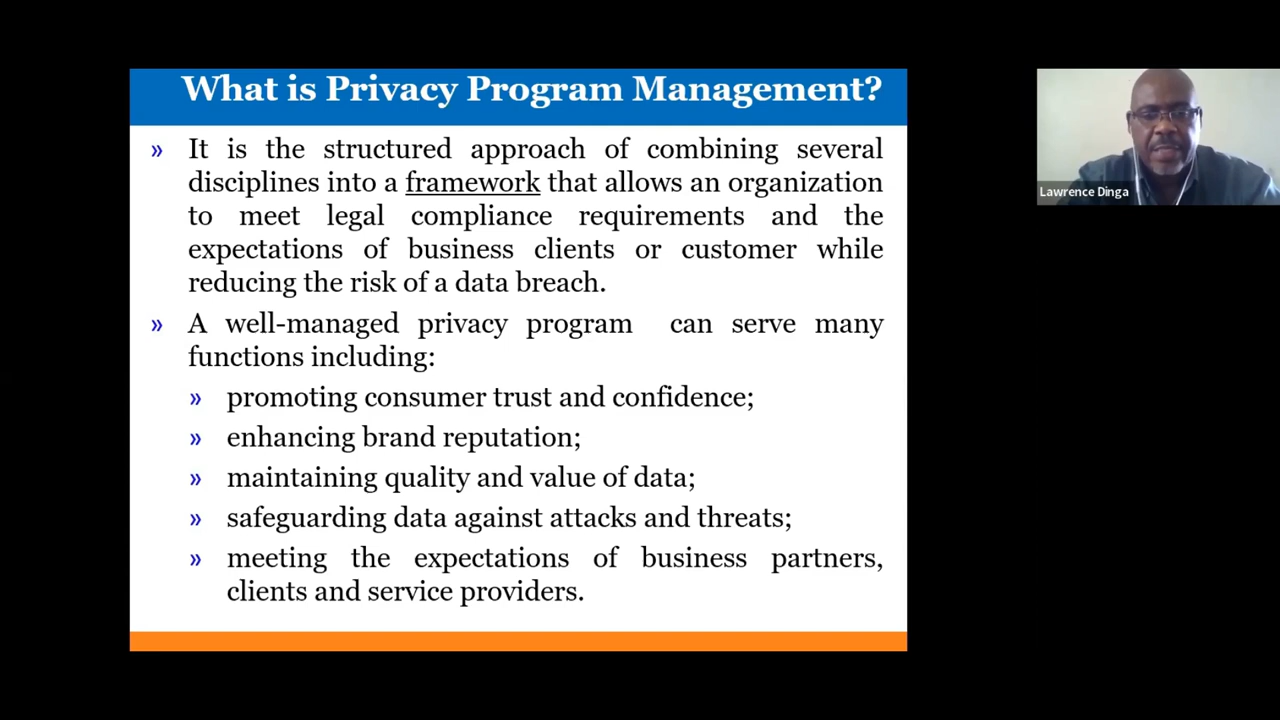 What is Privacy Program Management?
» It is the structured approach of combining several
disciplines into a framework that allows an organization
to meet legal compliance requirements and the
expectations of business clients or customer while
reducing the risk of a data breach.
» A well-managed privacy program can serve many
functions including:
» promoting consumer trust and confidence;
» enhancing brand reputation;
» maintaining quality and value of data;
» safeguarding data against attacks and threats;
» meeting the expectations of business partners,
clients and service providers.
Lawrence Dinga